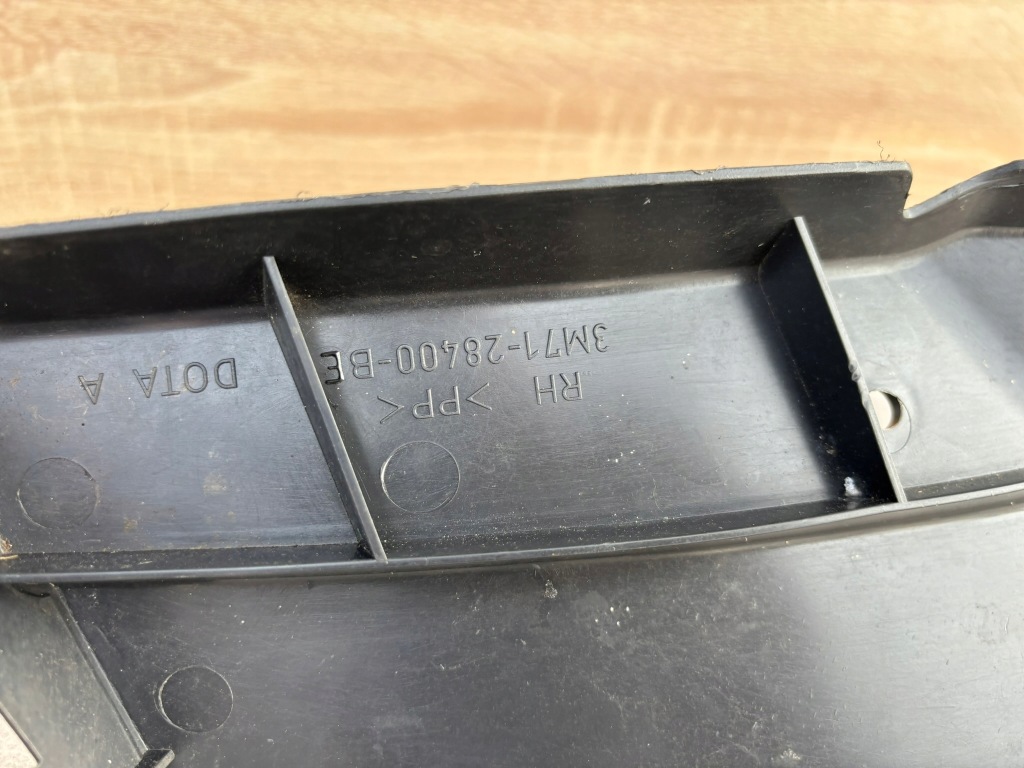 3M71-28400-BE
RH >PP<
DOTA A